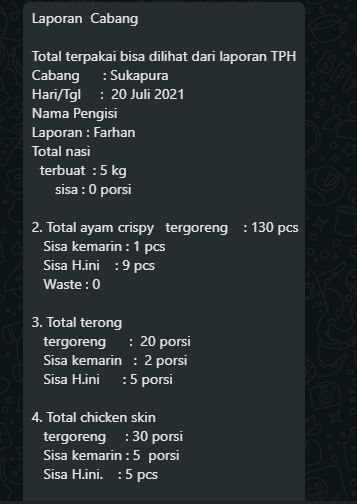 Laporan  Cabang
Total terpakai bisa dilihat dari laporan TPH
Cabang : Sukapura
Hari/Tgl : 20 Juli 2021
Nama Pengisi
Laporan : Farhan
Total nasi
terbuat : 5 kg
sisa : 0 porsi
2. Total ayam crispy tergoreng : 130 pcs
Sisa kemarin : 1 pcs
Sisa H.ini : 9 pcs
Waste : 0
3. Total terong
tergoreng : 20 porsi
Sisa kemarin : 2 porsi
Sisa H.ini : 5 porsi
4. Total chicken skin
tergoreng : 30 porsi
Sisa kemarin : 5 porsi
Sisa H.ini. : 5 pcs